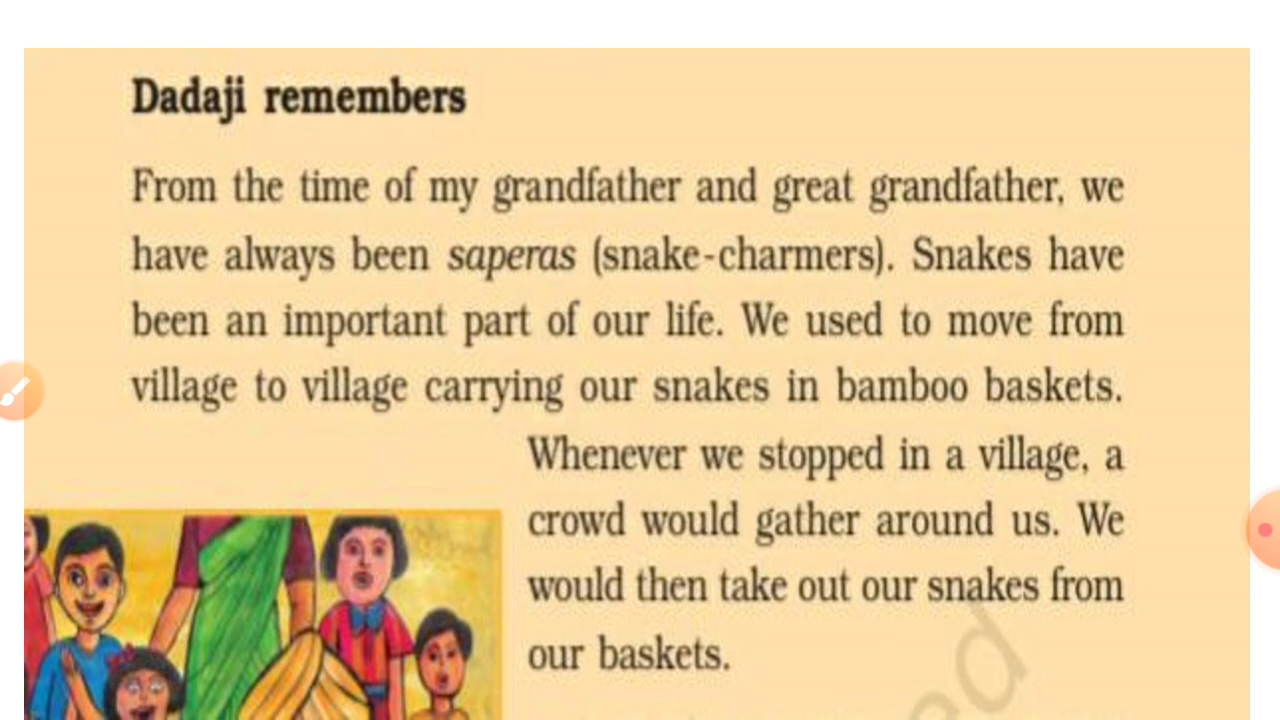 Dadaji remembers
From the time of my grandfather and great grandfather, we
have always been saperas (snake-charmers). Snakes have
been an important part of our life. We used to move from
village to village carrying our snakes in bamboo baskets.
Whenever we stopped in a village, a
crowd would gather around us. We
would then take out our snakes from
our baskets.